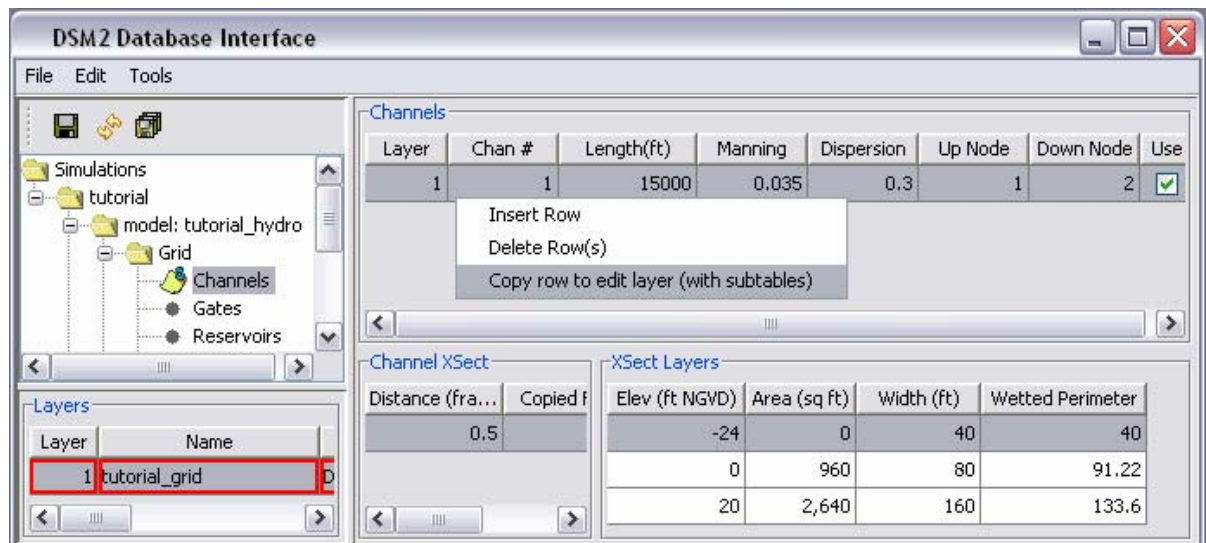 DSM2 Database Interface
File Edit Tools
Simulations
tutorial
model: tutorial_hydro
Grid
Channels
Gates
Reservoirs
Layers
Layer Name
1 tutorial_grid D
Channels
Layer Chan # Length(ft) Manning Dispersion Up Node Down Node Use
1 1 15000 0.035 0.3 1 2
Insert Row
Delete Row(s)
Copy row to edit layer (with subtables)
Channel XSect
Distance (fra... Copied f
0.5
XSect Layers
Elev (ft NGVD) Area (sq ft) Width (ft) Wetted Perimeter
-24 0 40 40
0 960 80 91.22
20 2,640 160 133.6